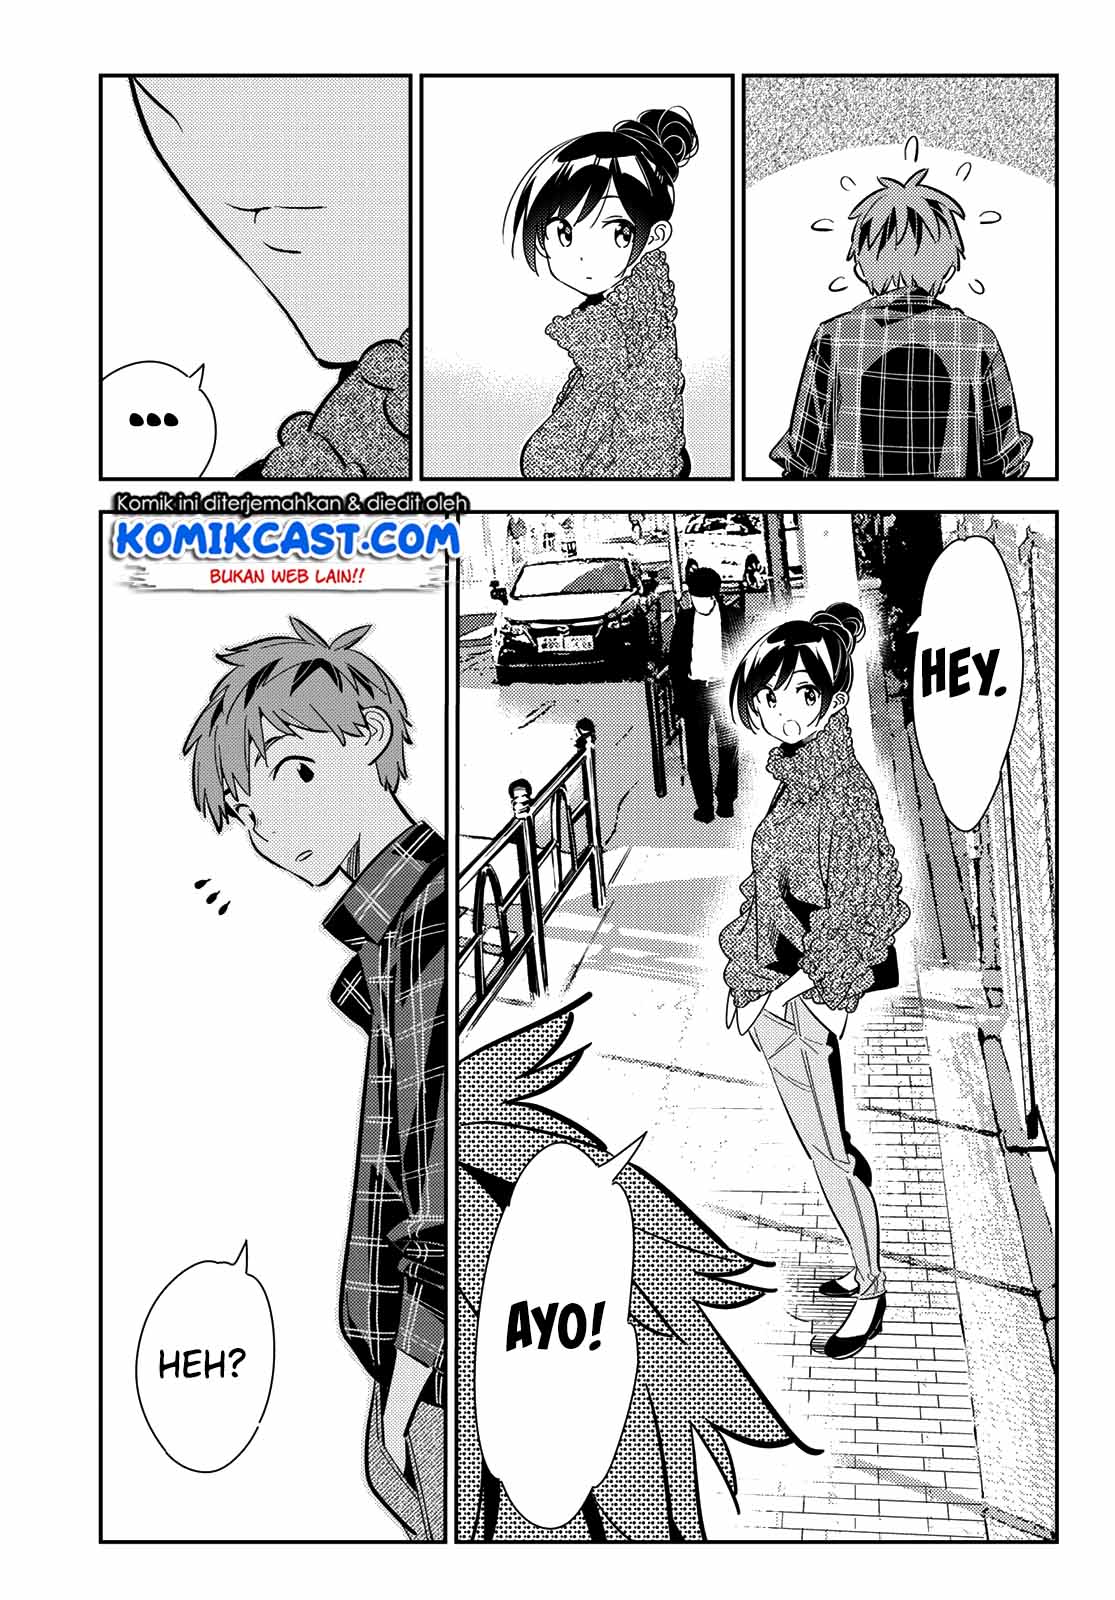 ...
Komik ini diterjemahkan & diedit oleh
KOMIKCAST.COM
BUKAN WEB LAIN!!
HEY.
AYO!
HEH?